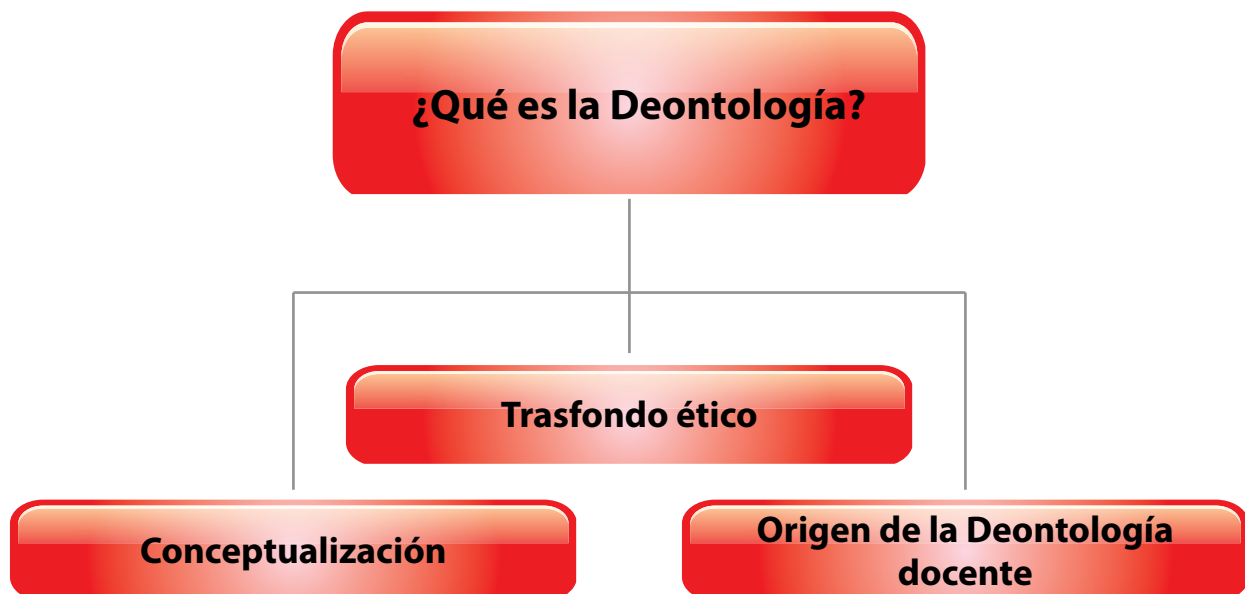 ¿Qué es la Deontología?
Trasfondo ético
Conceptualización
Origen de la Deontología
docente